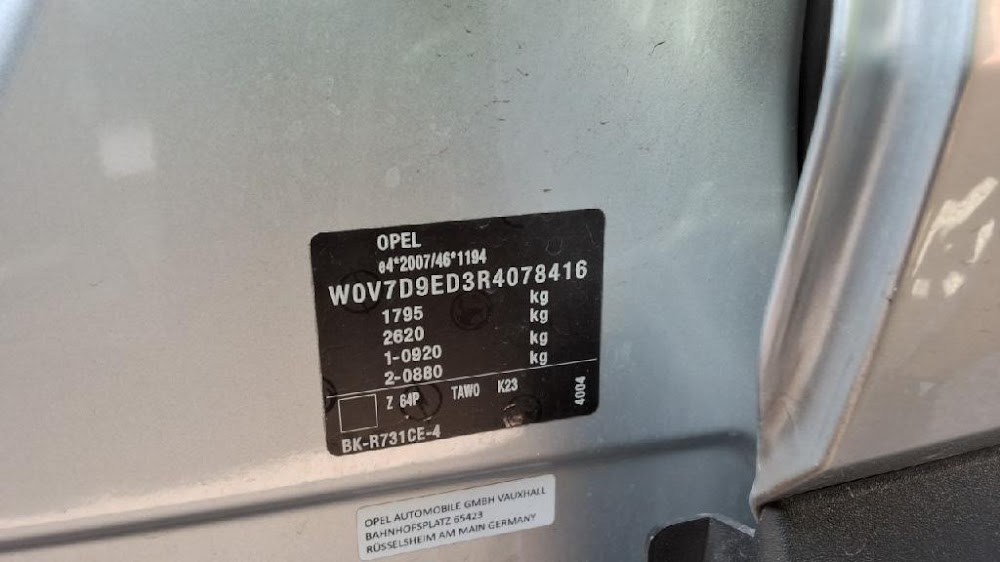 OPEL
e4*2007/46*1194
W0V7D9ED3R4078416
1795 kg
2620 kg
1-0920 kg
2-0880 kg
Z 64P TAWO K23 4004
BK-R731CE-4
OPEL AUTOMOBILE GMBH VAUXHALL
BAHNHOFSPLATZ 65423
RÜSSELSHEIM AM MAIN GERMANY